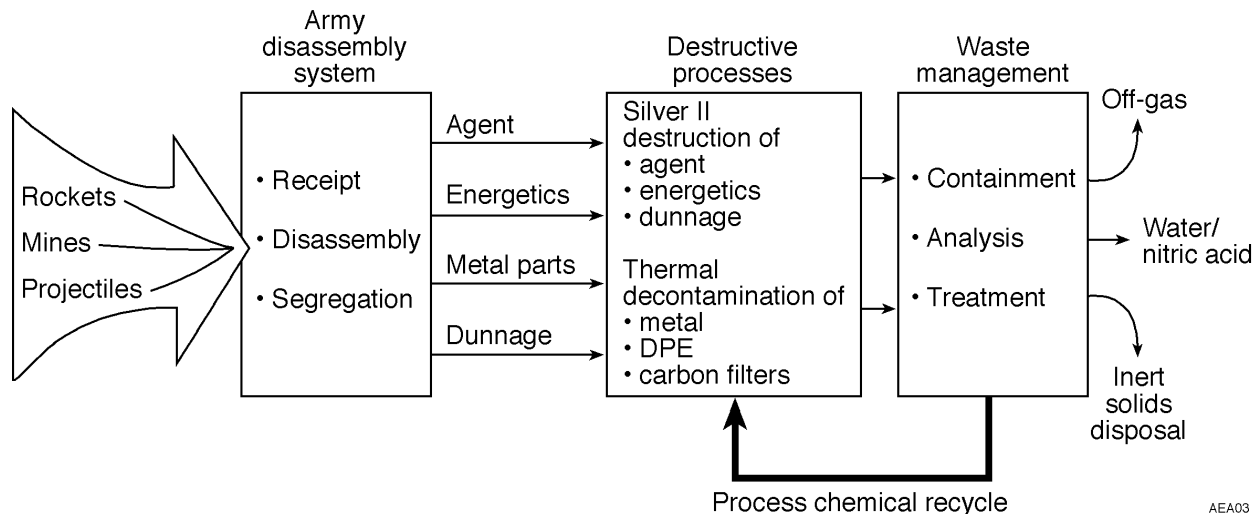 Army
disassembly
system
Destructive
processes
Waste
management
Rockets
Mines
Projectiles
• Receipt
• Disassembly
• Segregation
Agent
Energetics
Metal parts
Dunnage
Silver II
destruction of
• agent
• energetics
• dunnage
Thermal
decontamination of
• metal
• DPE
• carbon filters
• Containment
• Analysis
• Treatment
Off-gas
Water/
nitric acid
Inert
solids
disposal
Process chemical recycle
AEA03